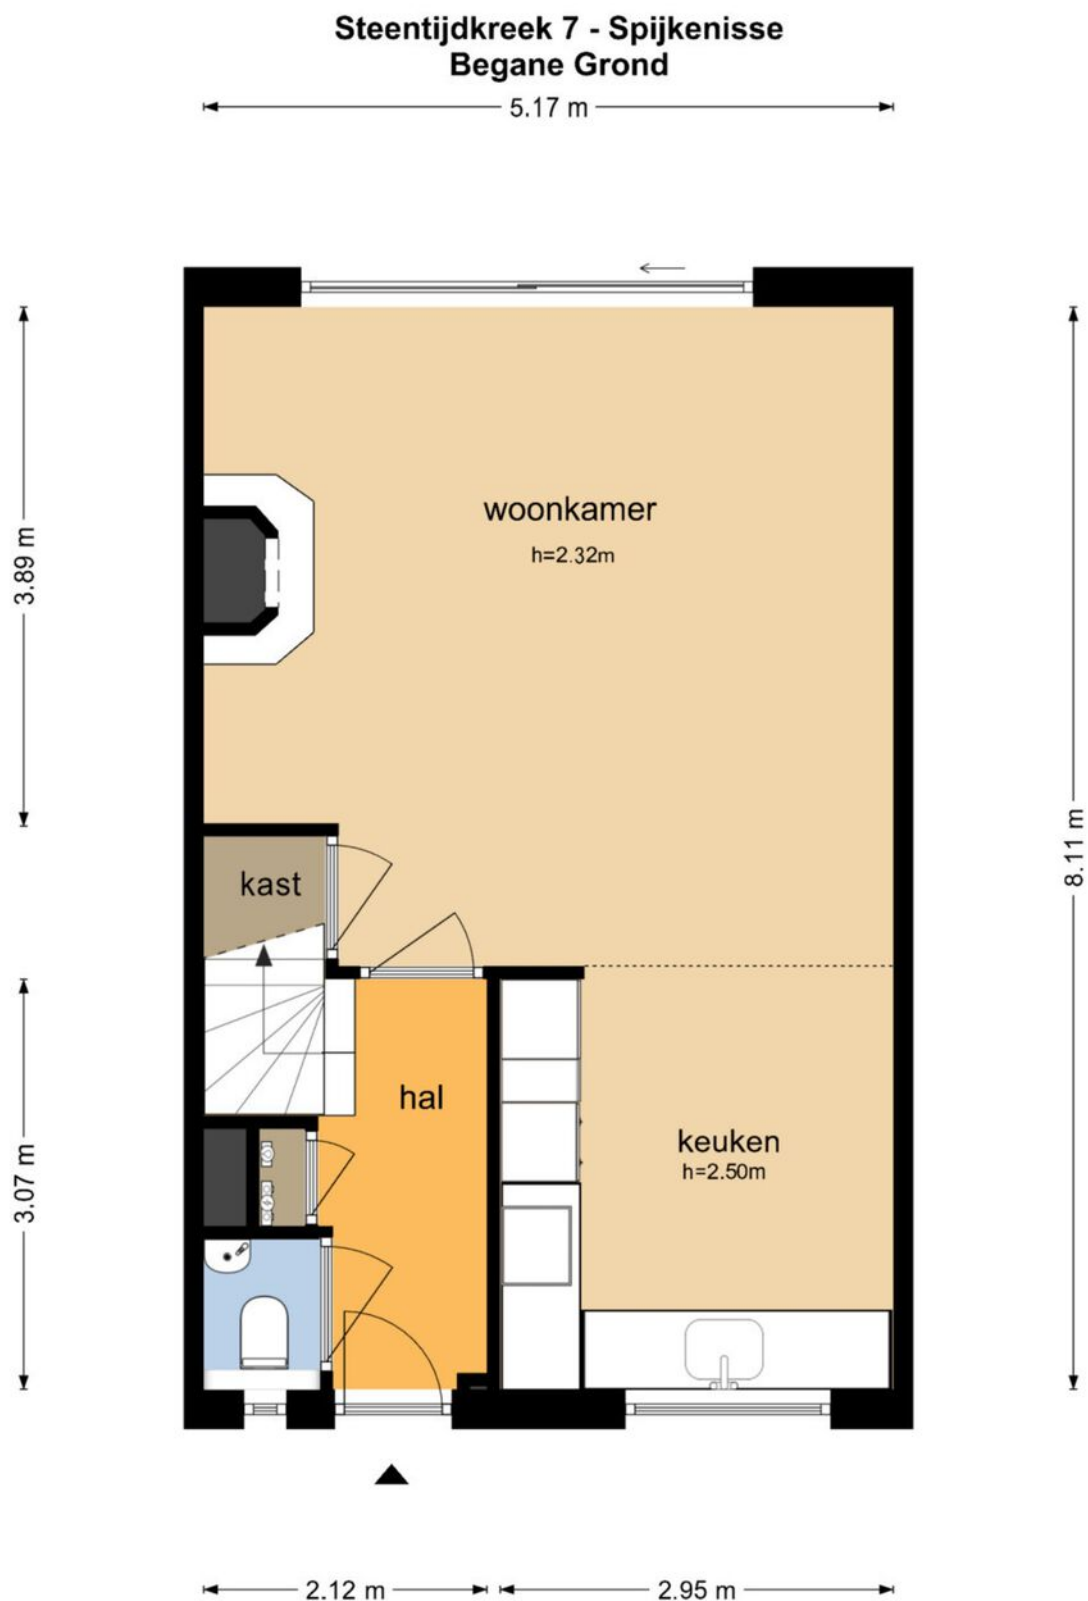 Steentijdkreek 7 - Spijkenisse
Begane Grond
5.17 m
woonkamer
h=2.32m
3.89 m
8.11 m
kast
hal
keuken
h=2.50m
3.07 m
2.12 m
2.95 m